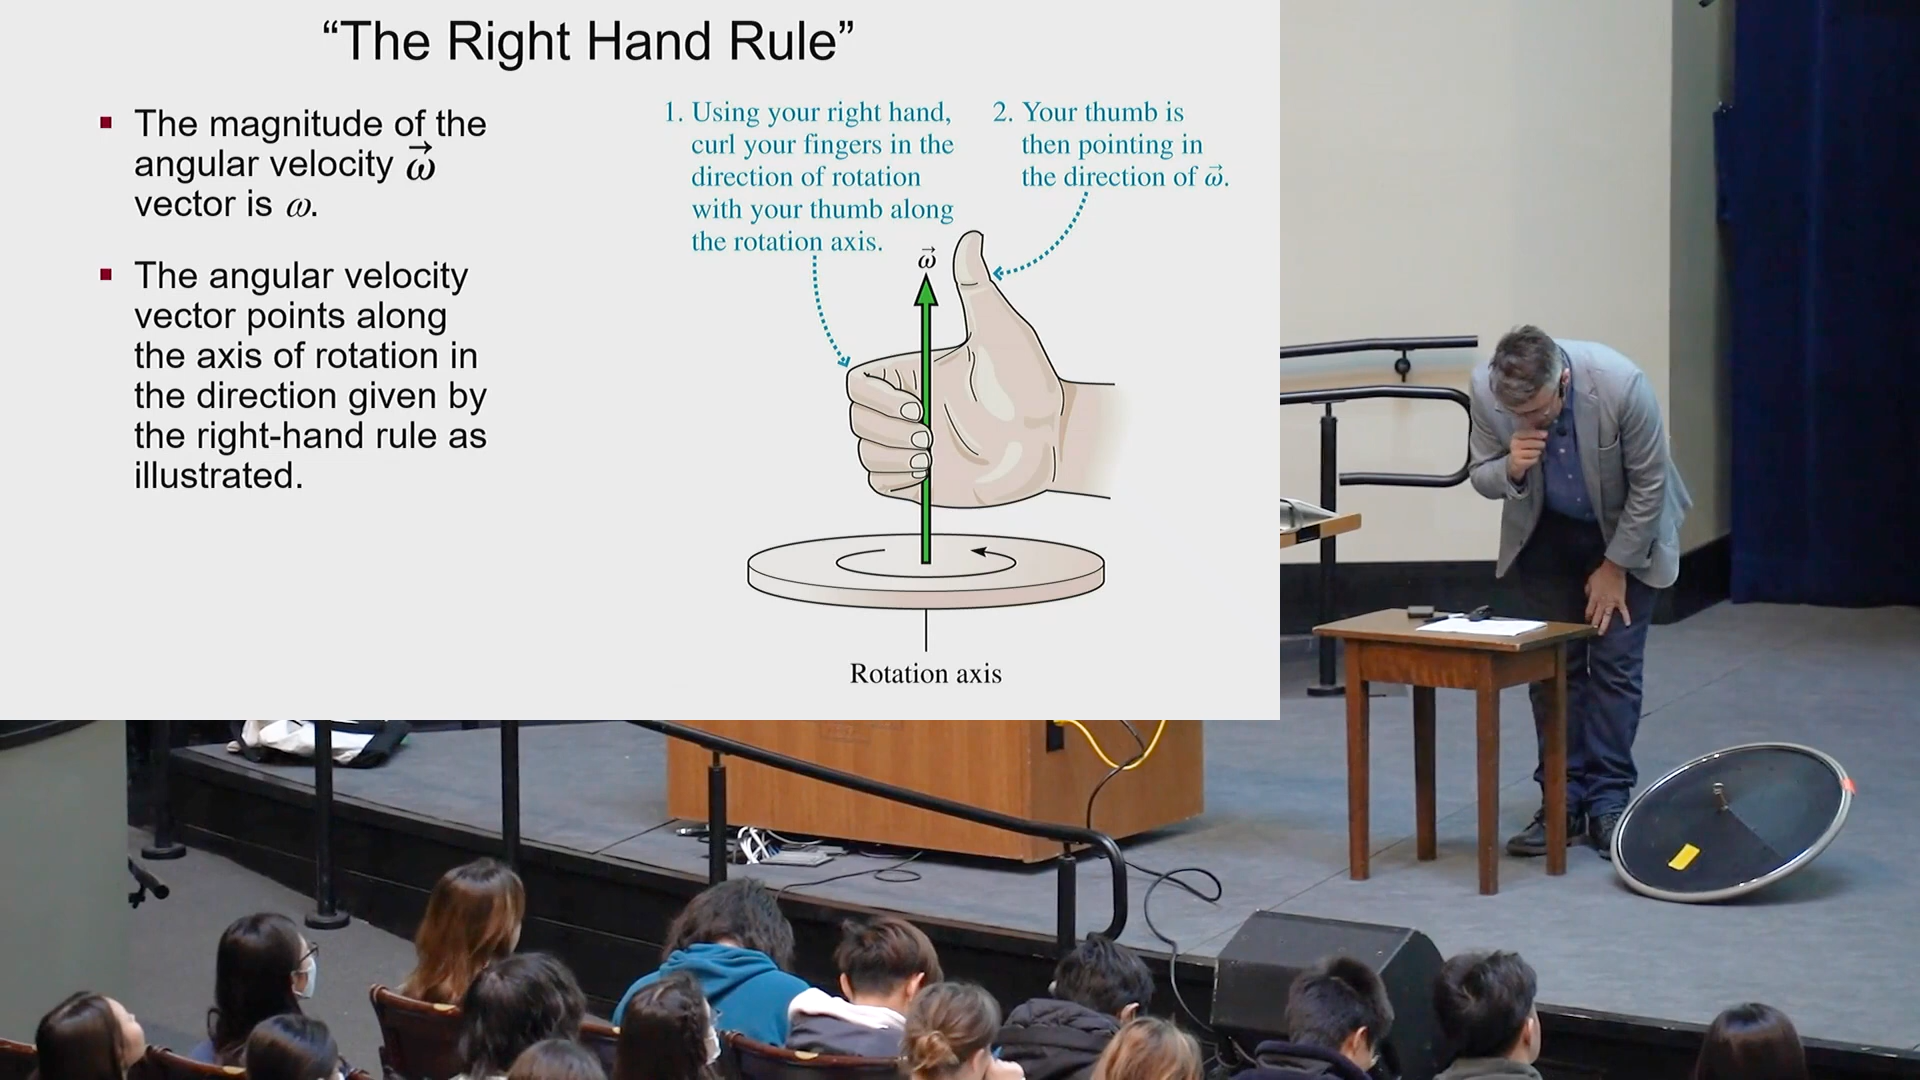 “The Right Hand Rule”
The magnitude of the
angular velocity ω⃗
vector is ω.
The angular velocity
vector points along
the axis of rotation in
the direction given by
the right-hand rule as
illustrated.
1. Using your right hand,
curl your fingers in the
direction of rotation
with your thumb along
the rotation axis.
2. Your thumb is
then pointing in
the direction of ω⃗.
ω⃗
Rotation axis